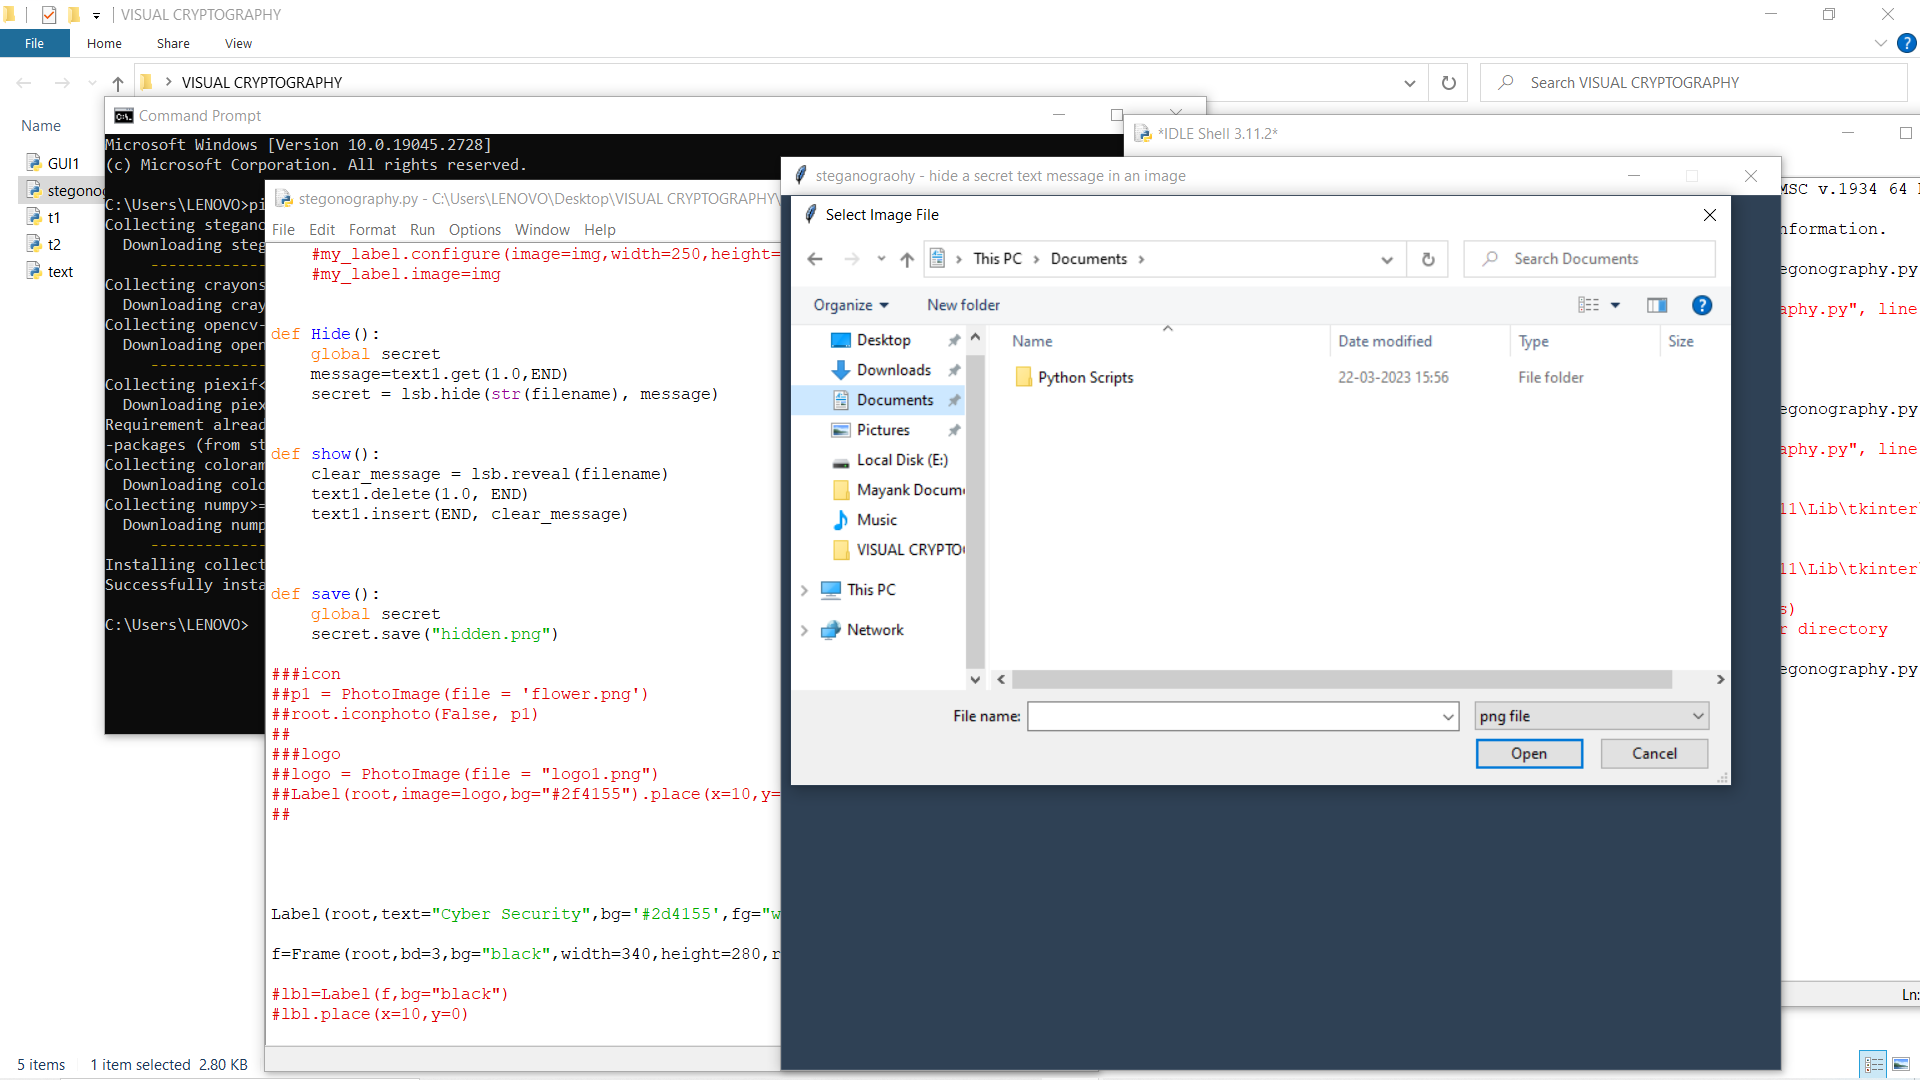 VISUAL CRYPTOGRAPHY
File Home Share View
VISUAL CRYPTOGRAPHY
Search VISUAL CRYPTOGRAPHY
Name
GUI1
stegono
t1
t2
text
5 items 1 item selected 2.80 KB
Command Prompt
Microsoft Windows [Version 10.0.19045.2728]
(c) Microsoft Corporation. All rights reserved.
C:\Users\LENOVO>pi
Collecting stegano
Downloading steg
--------------
Collecting crayons
Downloading cray
Collecting opencv-
Downloading open
--------------
Collecting piexif<
Downloading piex
Requirement alread
-packages (from st
Collecting coloram
Downloading colo
Collecting numpy>=
Downloading nump
--------------
Installing collect
Successfully insta
C:\Users\LENOVO>
*IDLE Shell 3.11.2*
MSC v.1934 64
nformation.
egonography.py
aphy.py", line
egonography.py
aphy.py", line
11\Lib\tkinter
11\Lib\tkinter
s)
r directory
egonography.py
Ln:
stegonography.py - C:\Users\LENOVO\Desktop\VISUAL CRYPTOGRAPHY\
File Edit Format Run Options Window Help
#my_label.configure(image=img,width=250,height=
#my_label.image=img
def Hide():
global secret
message=text1.get(1.0,END)
secret = lsb.hide(str(filename), message)
def show():
clear_message = lsb.reveal(filename)
text1.delete(1.0, END)
text1.insert(END, clear_message)
def save():
global secret
secret.save("hidden.png")
###icon
##p1 = PhotoImage(file = 'flower.png')
##root.iconphoto(False, p1)
##
###logo
##logo = PhotoImage(file = "logo1.png")
##Label(root,image=logo,bg="#2f4155").place(x=10,y=
##
Label(root,text="Cyber Security",bg='#2d4155',fg="w
f=Frame(root,bd=3,bg="black",width=340,height=280,r
#lbl=Label(f,bg="black")
#lbl.place(x=10,y=0)
steganograohy - hide a secret text message in an image
Select Image File
This PC > Documents >
Search Documents
Organize New folder
Desktop
Downloads
Documents
Pictures
Local Disk (E:)
Mayank Docum
Music
VISUAL CRYPTO
This PC
Network
Name Date modified Type Size
Python Scripts 22-03-2023 15:56 File folder
File name: png file
Open Cancel